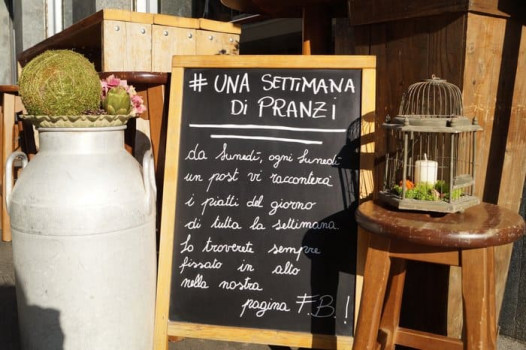 # UNA SETTIMANA
Di PRANZi
da lunedì, ogni lunedì
un post vi racconterà
i piatti del giorno
di tutta la settimana
lo troverete sempre
fissato in alto
nella nostra
pagina F.B.!